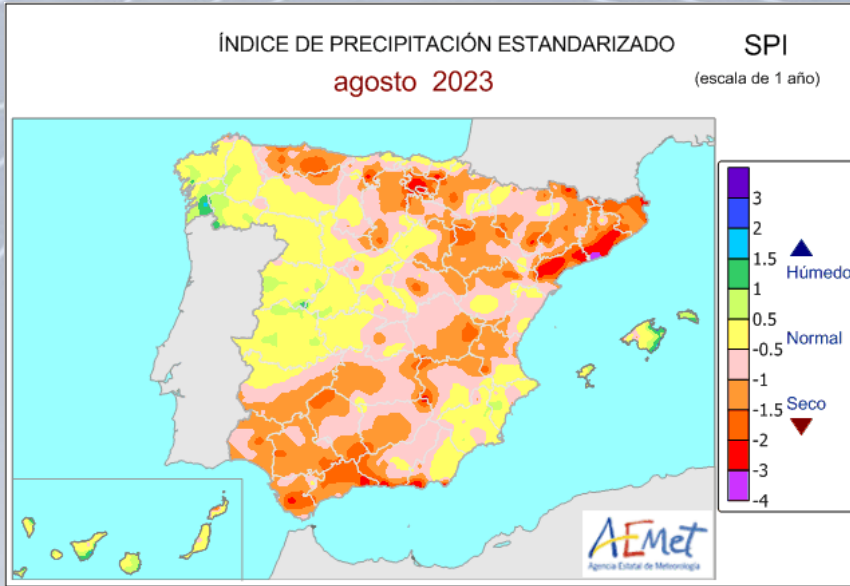 ÍNDICE DE PRECIPITACIÓN ESTANDARIZADO
SPI
agosto 2023
(escala de 1 año)
3
2
1.5
Húmedo
1
0.5
Normal
-0.5
-1
Seco
-1.5
-2
-3
-4
AEMet
Agencia Estatal de Meteorología